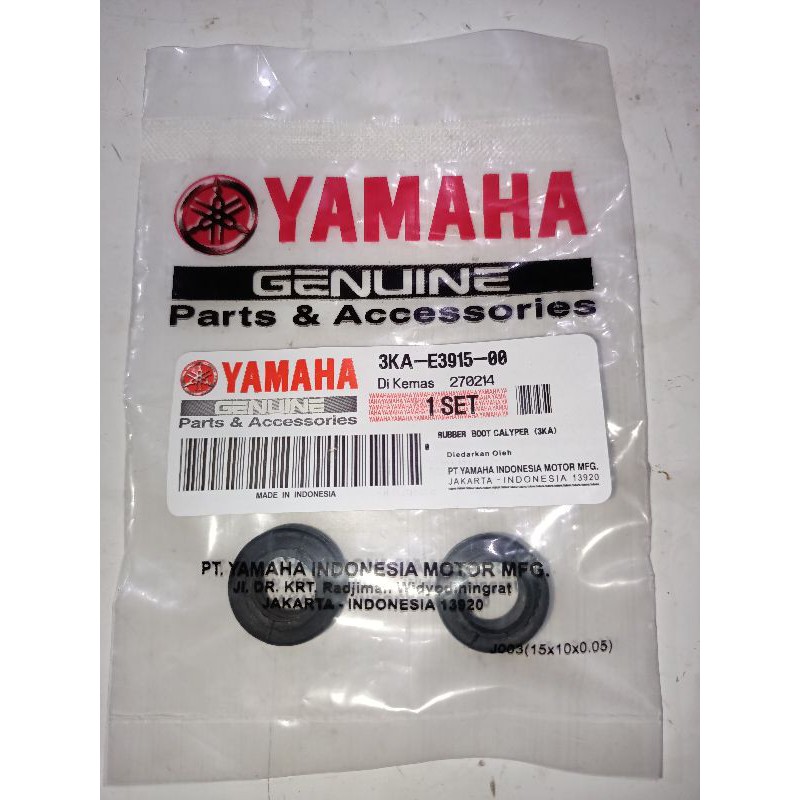 YAMAHA
GENUINE
Parts & Accessories
YAMAHA
GENUINE
Parts & Accessories
3KA-E3915-00
Di Kemas 270214
1 SET
RUBBER BOOT CALYPER (3KA)
Diedarkan Oleh
PT YAMAHA INDONESIA MOTOR MFG.
JAKARTA - INDONESIA 13920
MADE IN INDONESIA
PT. YAMAHA INDONESIA MOTOR MFG.
Jl. DR. KRT. Radjiman Widyodiningrat
JAKARTA - INDONESIA 13920
J003(15x10x0.05)